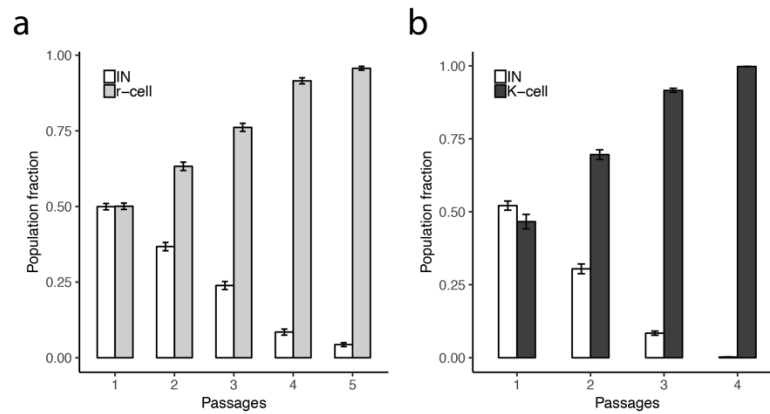 a
1.00
0.75
0.50
0.25
0.00
Population fraction
IN
r-cell
1 2 3 4 5
Passages
b
1.00
0.75
0.50
0.25
0.00
Population fraction
IN
K-cell
1 2 3 4
Passages